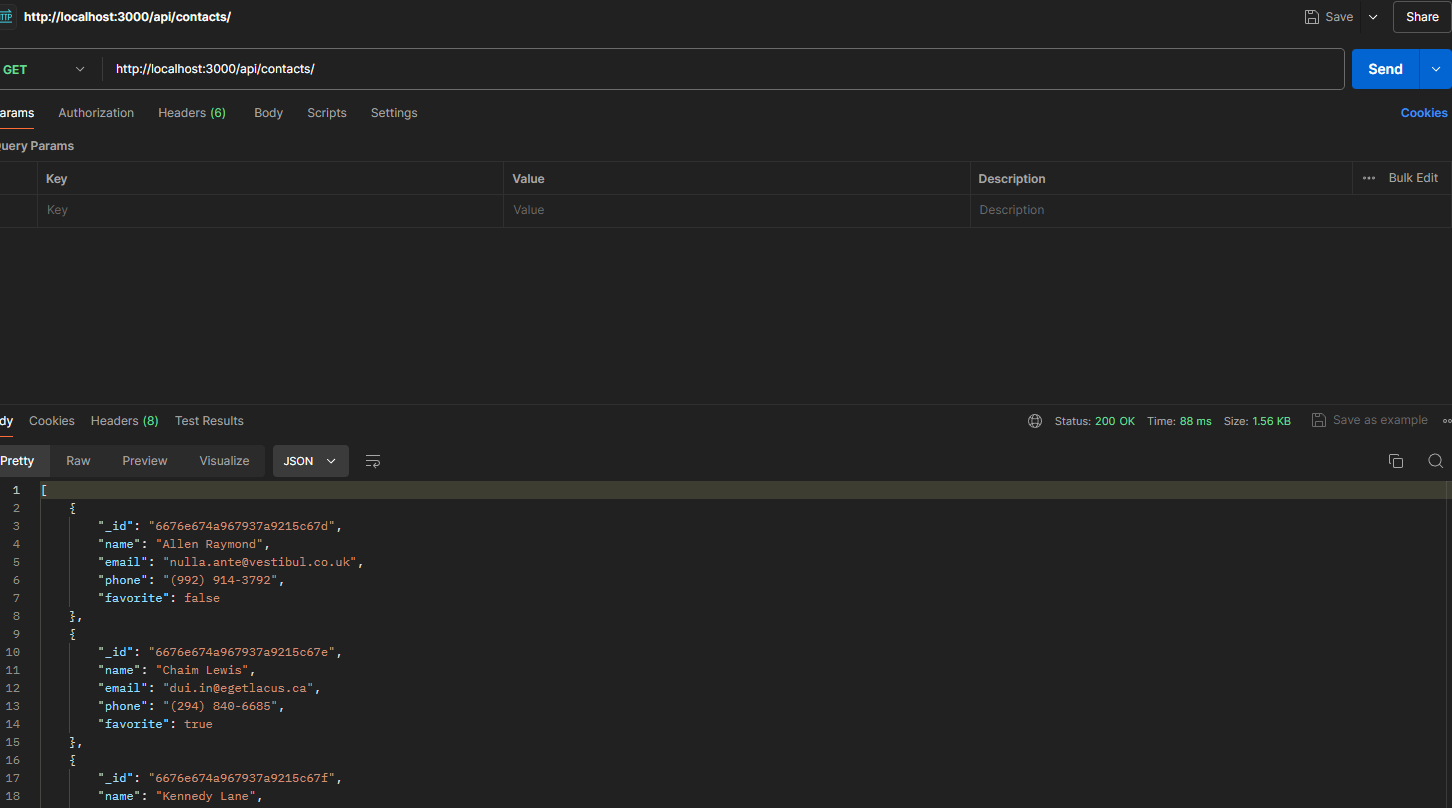 http://localhost:3000/api/contacts/ Save Share
GET http://localhost:3000/api/contacts/ Send
arams Authorization Headers (6) Body Scripts Settings Cookies
uery Params
Key Value Description ••• Bulk Edit
Key Value Description
dy Cookies Headers (8) Test Results Status: 200 OK Time: 88 ms Size: 1.56 KB Save as example
Pretty Raw Preview Visualize JSON
1 [
2 {
3 "_id": "6676e674a967937a9215c67d",
4 "name": "Allen Raymond",
5 "email": "nulla.ante@vestibul.co.uk",
6 "phone": "(992) 914-3792",
7 "favorite": false
8 },
9 {
10 "_id": "6676e674a967937a9215c67e",
11 "name": "Chaim Lewis",
12 "email": "dui.in@egetlacus.ca",
13 "phone": "(294) 840-6685",
14 "favorite": true
15 },
16 {
17 "_id": "6676e674a967937a9215c67f",
18 "name": "Kennedy Lane",